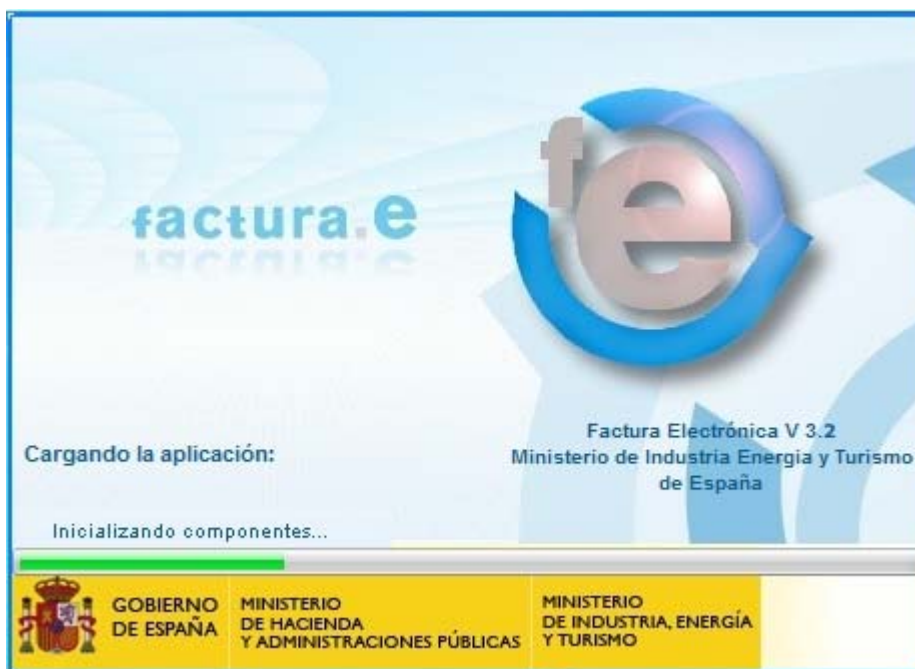 factura.e
fe
Factura Electrónica V 3.2
Ministerio de Industria Energia y Turismo
de España
Cargando la aplicación:
Inicializando componentes...
GOBIERNO
DE ESPAÑA
MINISTERIO
DE HACIENDA
Y ADMINISTRACIONES PÚBLICAS
MINISTERIO
DE INDUSTRIA, ENERGÍA
Y TURISMO